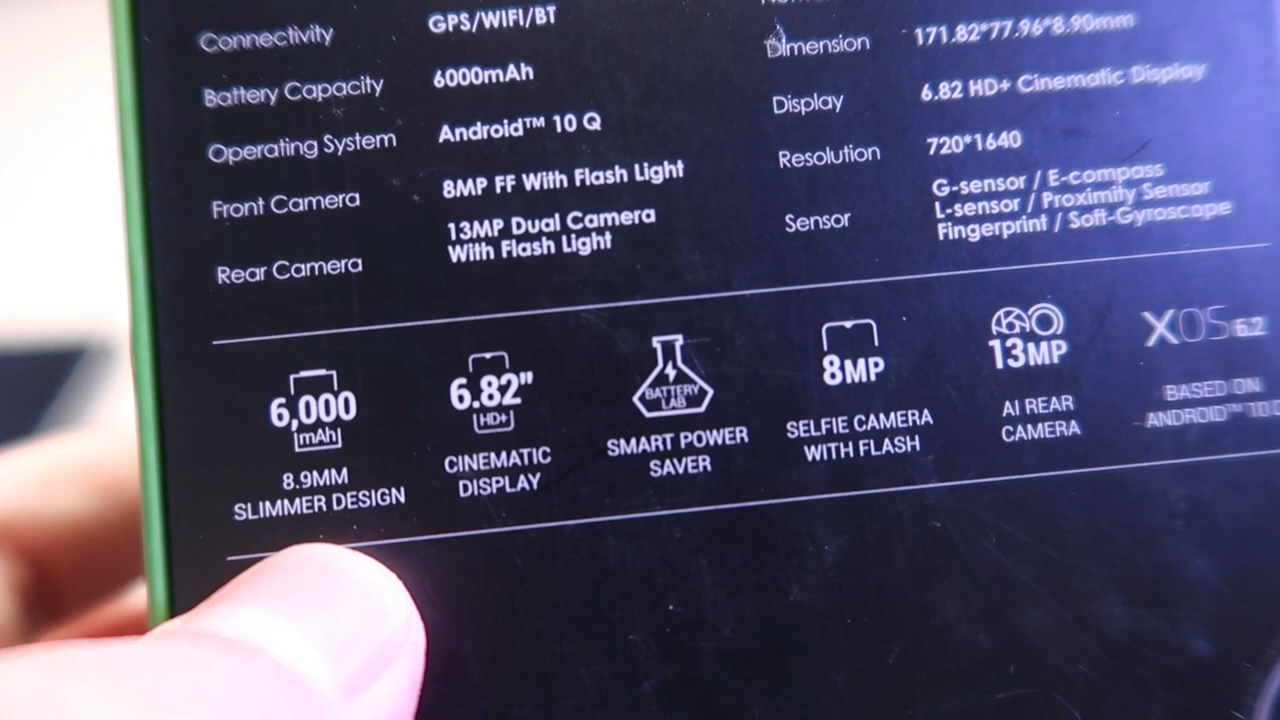 Connectivity GPS/WIFI/BT
Battery Capacity 6000mAh
Operating System Android™ 10 Q
Front Camera 8MP FF With Flash Light
Rear Camera 13MP Dual Camera
With Flash Light
Dimension 171.82*77.96*8.90mm
Display 6.82 HD+ Cinematic Display
Resolution 720*1640
Sensor G-sensor / E-compass
L-sensor / Proximity Sensor
Fingerprint / Soft-Gyroscope
6,000
mAh
8.9MM
SLIMMER DESIGN
6.82"
HD+
CINEMATIC
DISPLAY
BATTERY
LAB
SMART POWER
SAVER
8MP
SELFIE CAMERA
WITH FLASH
13MP
AI REAR
CAMERA
XOS 6.2
BASED ON
ANDROID™